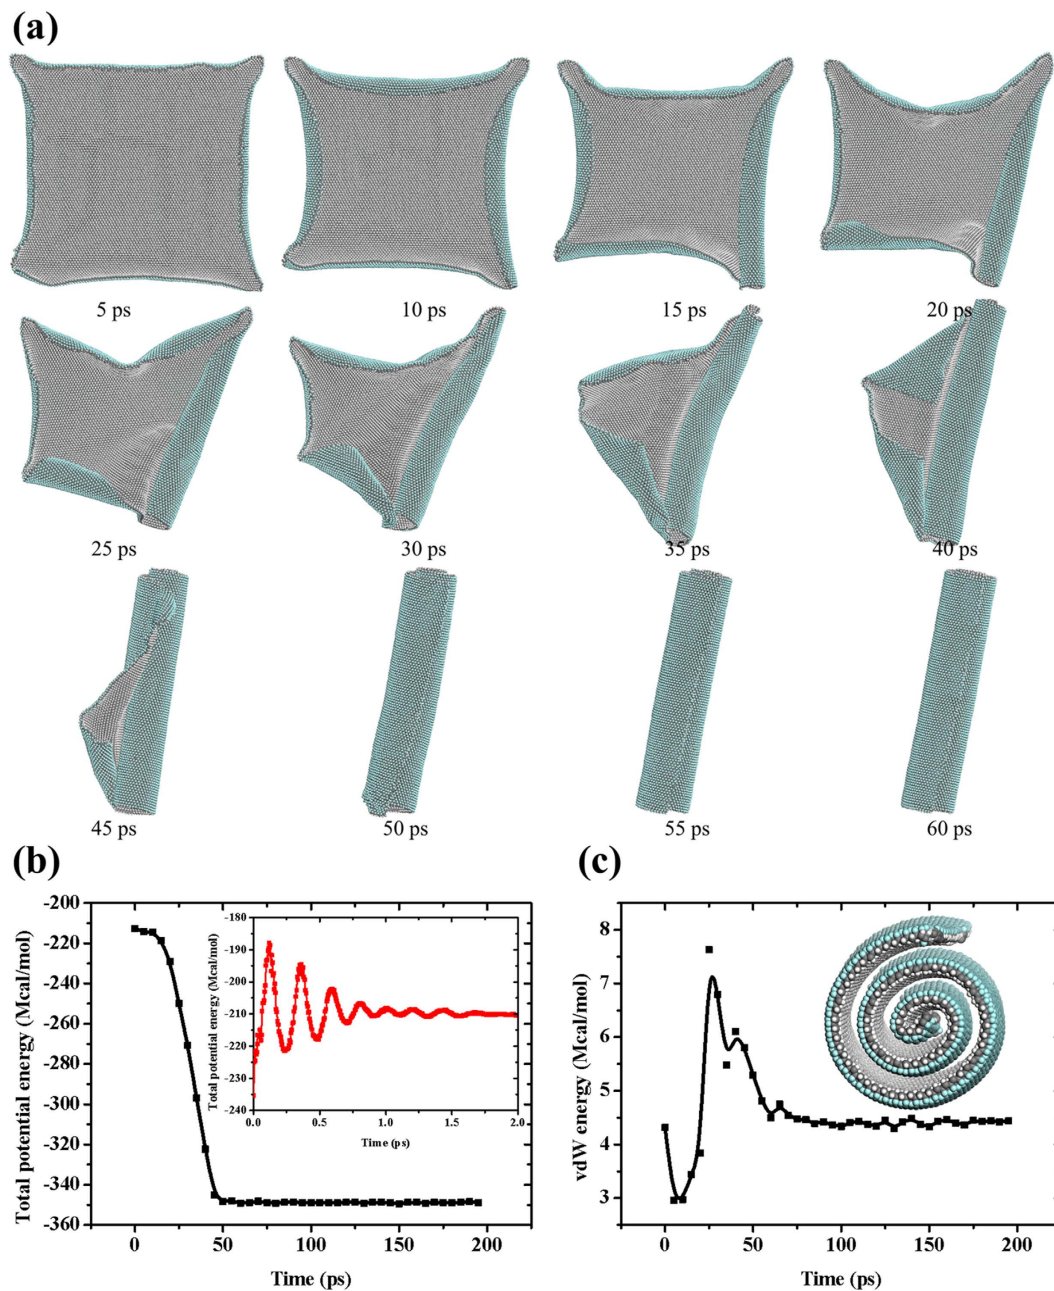 (a)
5 ps
10 ps
15 ps
20 ps
25 ps
30 ps
35 ps
40 ps
45 ps
50 ps
55 ps
60 ps
(b)
Total potential energy (Mcal/mol)
-200
-220
-240
-260
-280
-300
-320
-340
-360
0
50
100
150
200
Time (ps)
Total potential energy (Mcal/mol)
-180
-190
-200
-210
-220
-230
-240
0.0
0.5
1.0
1.5
2.0
Time (ps)
(c)
vdW energy (Mcal/mol)
8
7
6
5
4
3
0
50
100
150
200
Time (ps)